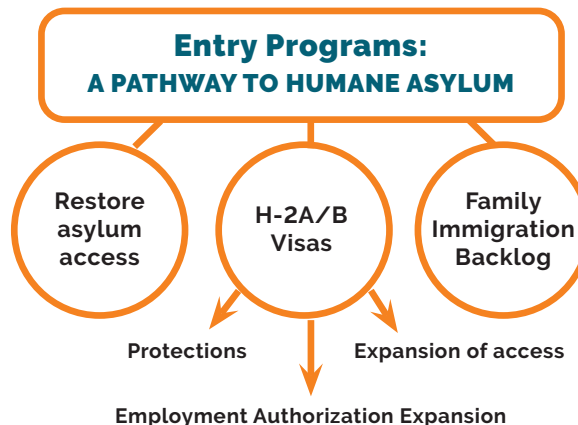 Entry Programs:
A PATHWAY TO HUMANE ASYLUM
Restore
asylum
access
H-2A/B
Visas
Family
Immigration
Backlog
Protections
Expansion of access
Employment Authorization Expansion